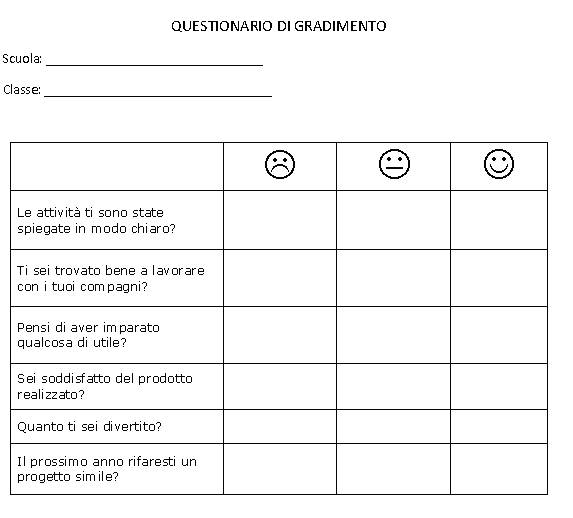 QUESTIONARIO DI GRADIMENTO
Scuola: ________________________________
Classe: __________________________________
Le attività ti sono state
spiegate in modo chiaro?
Ti sei trovato bene a lavorare
con i tuoi compagni?
Pensi di aver imparato
qualcosa di utile?
Sei soddisfatto del prodotto
realizzato?
Quanto ti sei divertito?
Il prossimo anno rifaresti un
progetto simile?